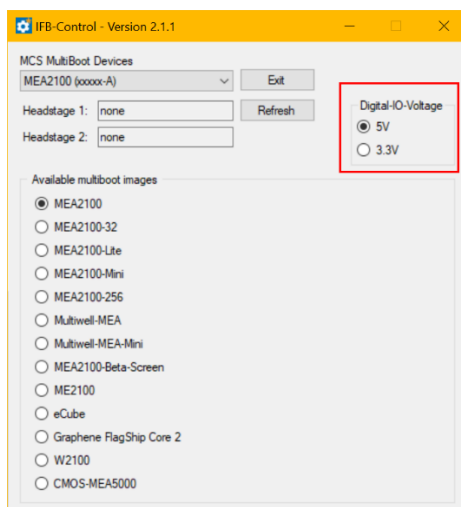 IFB-Control - Version 2.1.1
MCS MultiBoot Devices
MEA2100 (xxxxx-A)
Exit
Headstage 1: none
Refresh
Headstage 2: none
Digital-IO-Voltage
5V
3.3V
Available multiboot images
MEA2100
MEA2100-32
MEA2100-Lite
MEA2100-Mini
MEA2100-256
Multiwell-MEA
Multiwell-MEA-Mini
MEA2100-Beta-Screen
ME2100
eCube
Graphene FlagShip Core 2
W2100
CMOS-MEA5000